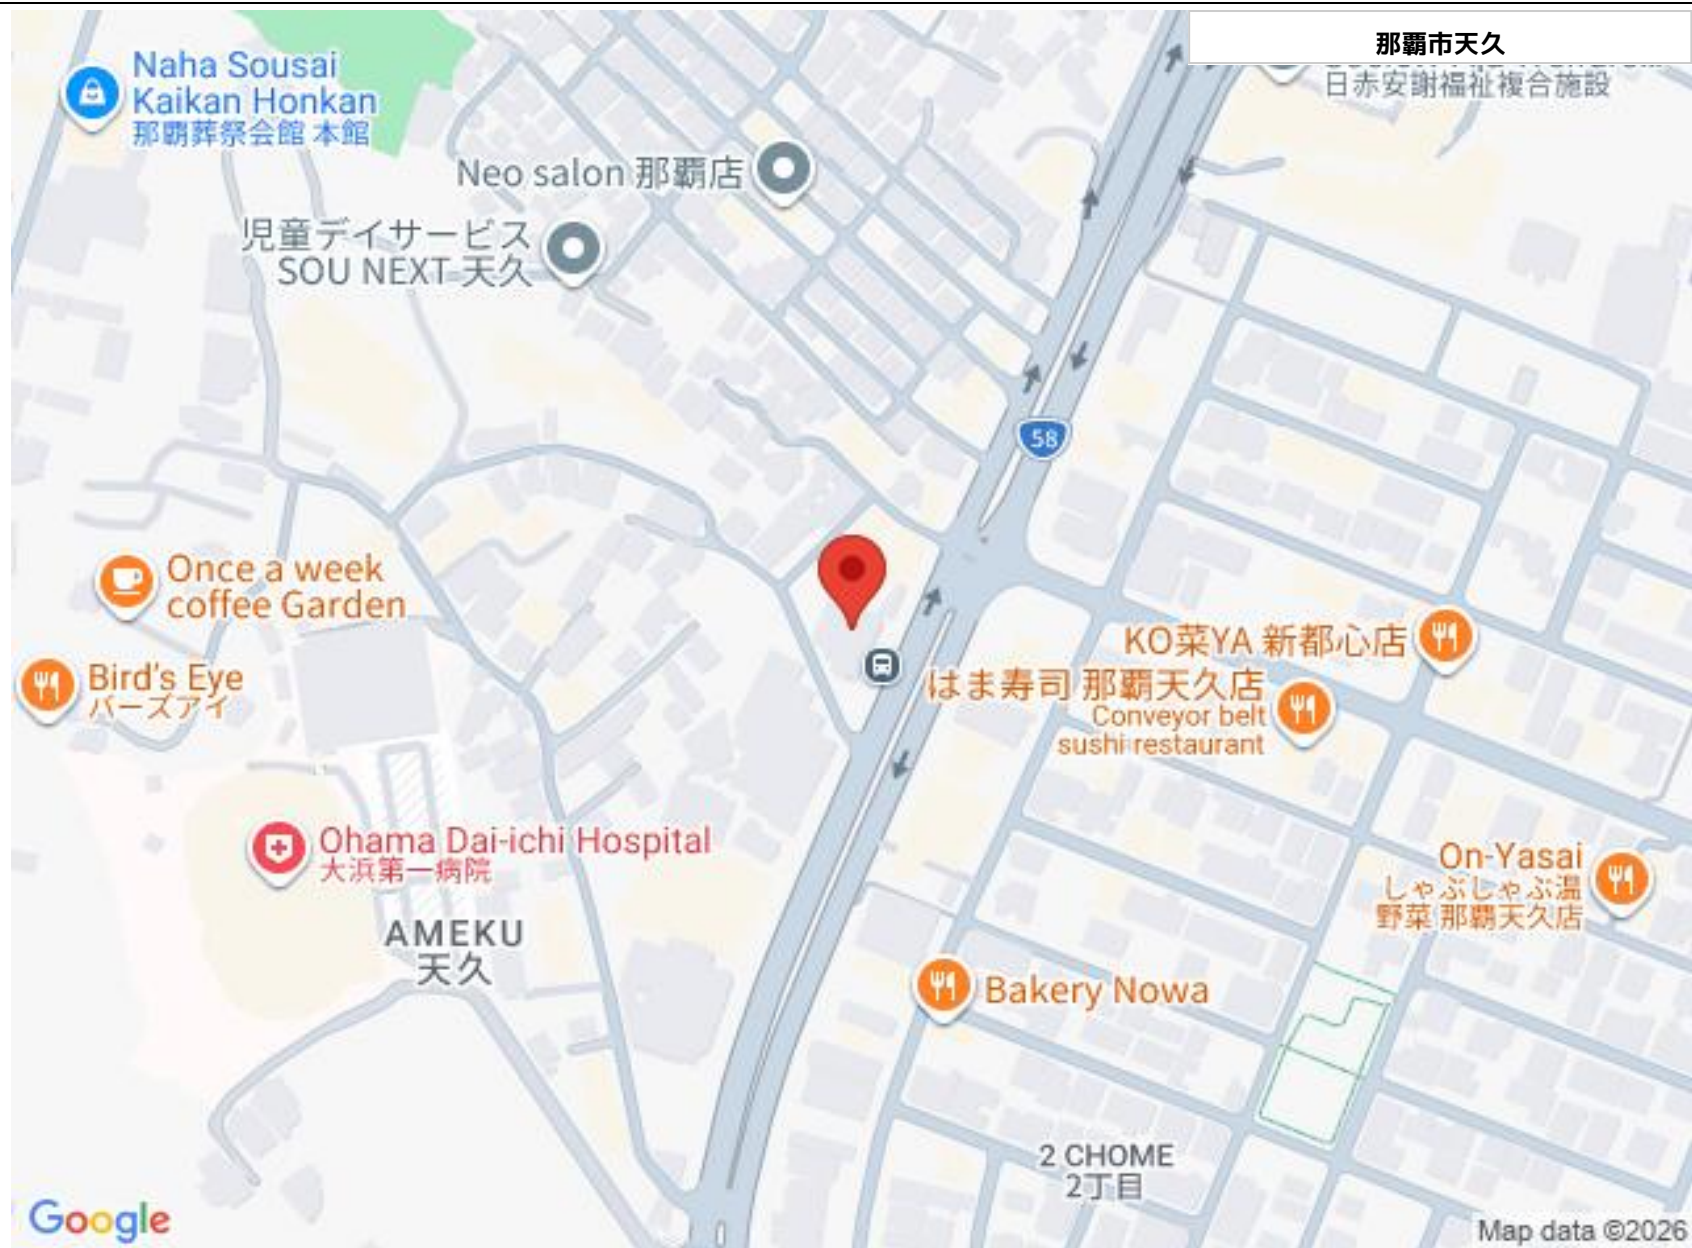 那覇市天久
日赤安謝福祉複合施設
Naha Sousai
Kaikan Honkan
那覇葬祭会館 本館
Neo salon 那覇店
児童デイサービス
SOU NEXT 天久
58
Once a week
coffee Garden
Bird's Eye
バーズアイ
KO菜YA 新都心店
はま寿司 那覇天久店
Conveyor belt
sushi restaurant
Ohama Dai-ichi Hospital
大浜第一病院
AMEKU
天久
On-Yasai
しゃぶしゃぶ温
野菜 那覇天久店
Bakery Nowa
2 CHOME
2丁目
Google
Map data ©2026